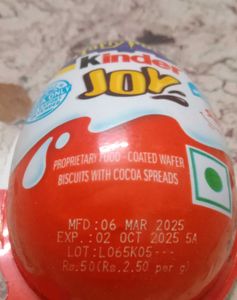 Kinder
JOY
PROPRIETARY FOOD - COATED WAFER
BISCUITS WITH COCOA SPREADS
MFD:06 MAR 2025
EXP.:02 OCT 2025 5A
LOT:L065K05---
Rs.50(Rs.2.50 per g)